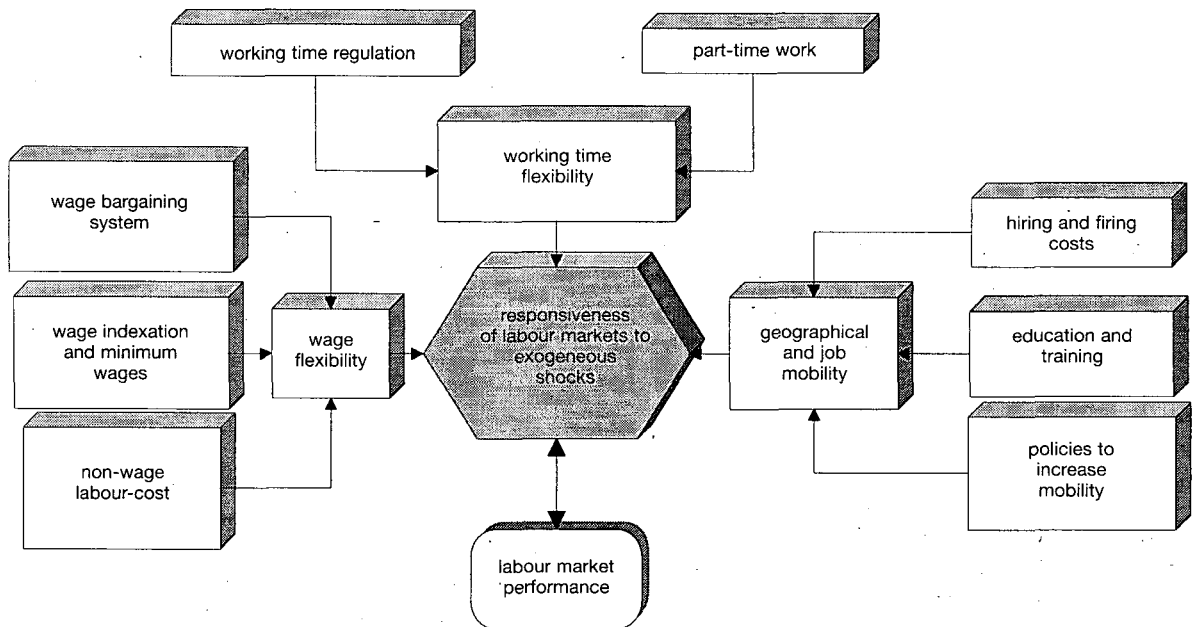 working time regulation
part-time work
working time
flexibility
wage bargaining
system
wage indexation
and minimum
wages
non-wage
labour-cost
wage
flexibility
responsiveness
of labour markets to
exogeneous
shocks
geographical
and job
mobility
hiring and firing
costs
education and
training
policies to
increase
mobility
labour market
performance